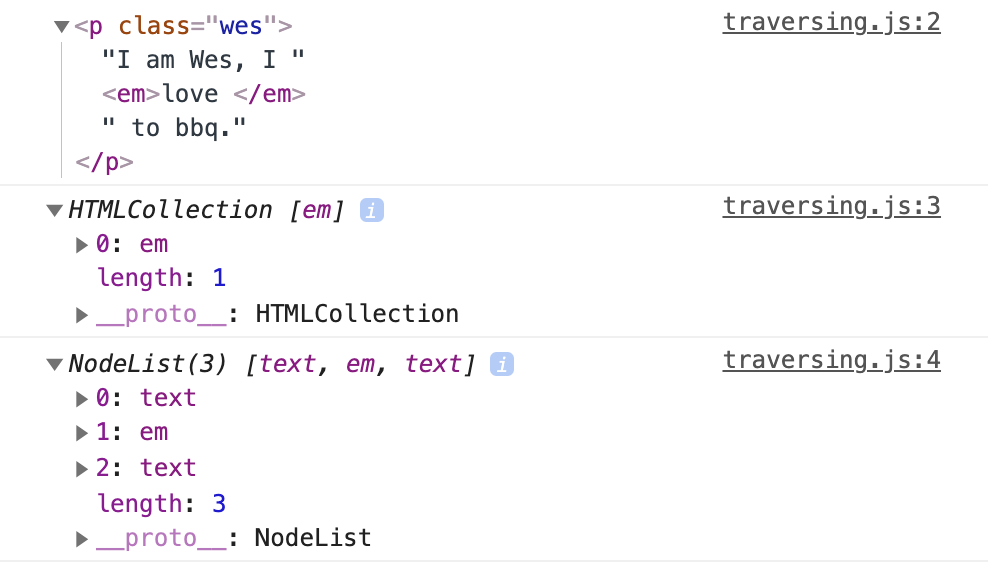 ▼<p class="wes"> traversing.js:2
"I am Wes, I "
<em>love </em>
" to bbq."
</p>
▼HTMLCollection [em] i traversing.js:3
▶0: em
length: 1
▶__proto__: HTMLCollection
▼NodeList(3) [text, em, text] i traversing.js:4
▶0: text
▶1: em
▶2: text
length: 3
▶__proto__: NodeList